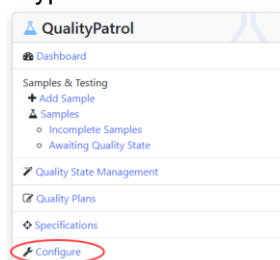 QualityPatrol
Dashboard
Samples & Testing
Add Sample
Samples
Incomplete Samples
Awaiting Quality State
Quality State Management
Quality Plans
Specifications
Configure